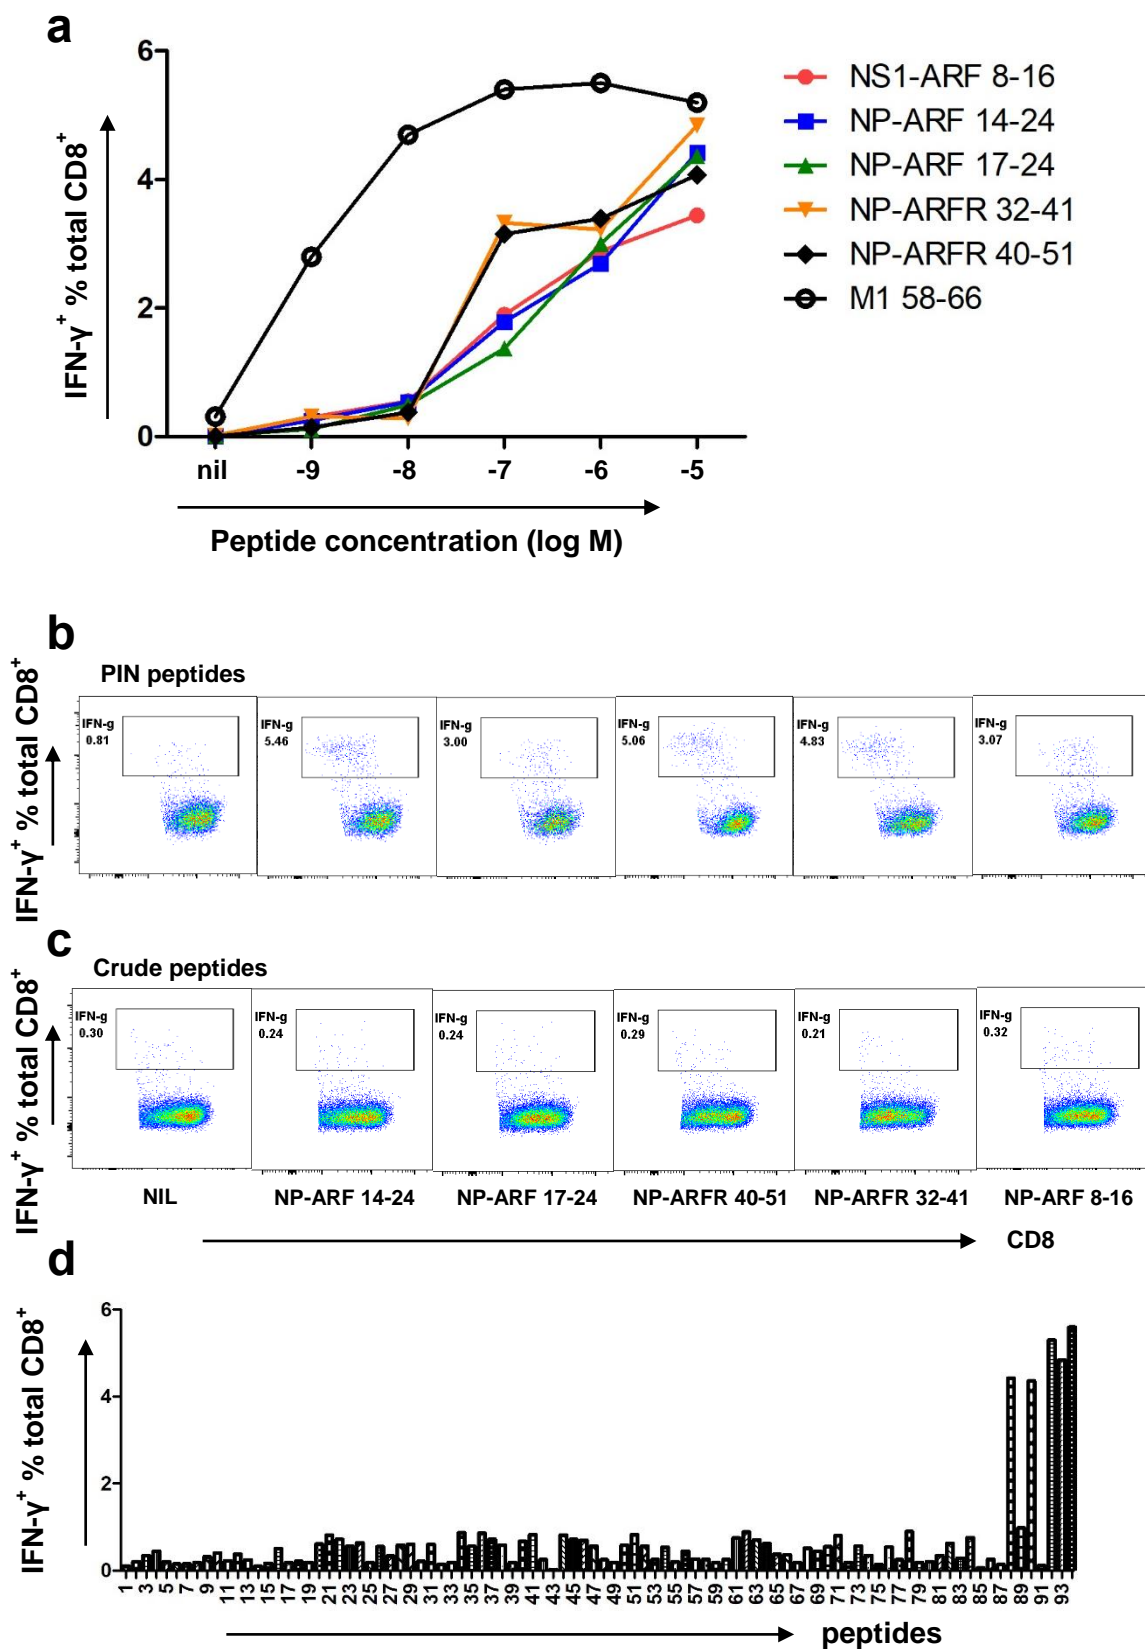 a
6
4
2
0
IFN-γ+ % total CD8+
nil -9 -8 -7 -6 -5
Peptide concentration (log M)
NS1-ARF 8-16
NP-ARF 14-24
NP-ARF 17-24
NP-ARFR 32-41
NP-ARFR 40-51
M1 58-66
b
PIN peptides
IFN-γ+ % total CD8+
IFN-g 0.81
IFN-g 5.46
IFN-g 3.00
IFN-g 5.06
IFN-g 4.83
IFN-g 3.07
c
Crude peptides
IFN-γ+ % total CD8+
IFN-g 0.30
IFN-g 0.24
IFN-g 0.24
IFN-g 0.29
IFN-g 0.21
IFN-g 0.32
NIL NP-ARF 14-24 NP-ARF 17-24 NP-ARFR 40-51 NP-ARFR 32-41 NP-ARF 8-16
CD8
d
6
4
2
0
IFN-γ+ % total CD8+
1 3 5 7 9 11 13 15 17 19 21 23 25 27 29 31 33 35 37 39 41 43 45 47 49 51 53 55 57 59 61 63 65 67 69 71 73 75 77 79 81 83 85 87 89 91 93
peptides